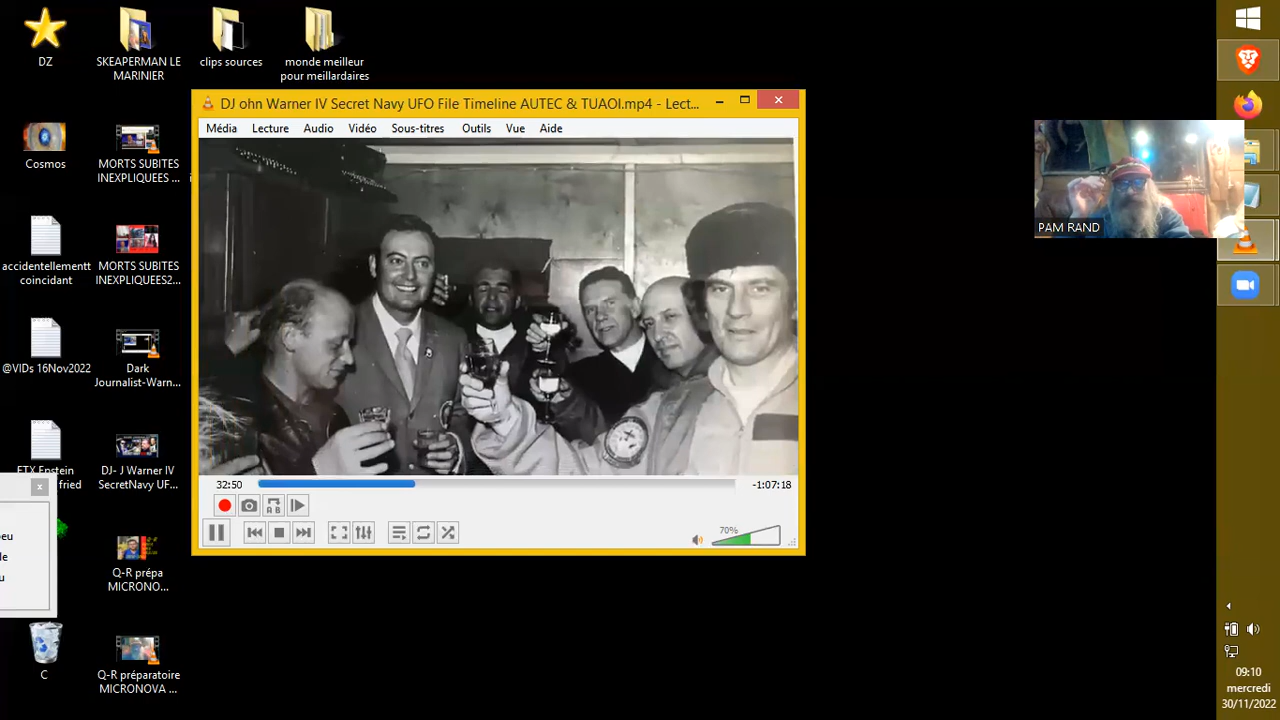 DZ
SKEAPERMAN LE
MARINIER
clips sources
monde meilleur
pour meillardaires
DJ ohn Warner IV Secret Navy UFO File Timeline AUTEC & TUAOI.mp4 - Lect...
Média Lecture Audio Vidéo Sous-titres Outils Vue Aide
Cosmos
MORTS SUBITES
INEXPLIQUEES ...
accidentellementt
coincidant
MORTS SUBITES
INEXPLIQUEES2...
@VIDs 16Nov2022
Dark
Journalist-Warn...
DJ- J Warner IV
SecretNavy UF...
Q-R prépa
MICRONO...
C
Q-R préparatoire
MICRONOVA ...
32:50
-1:07:18
70%
PAM RAND
09:10
mercredi
30/11/2022